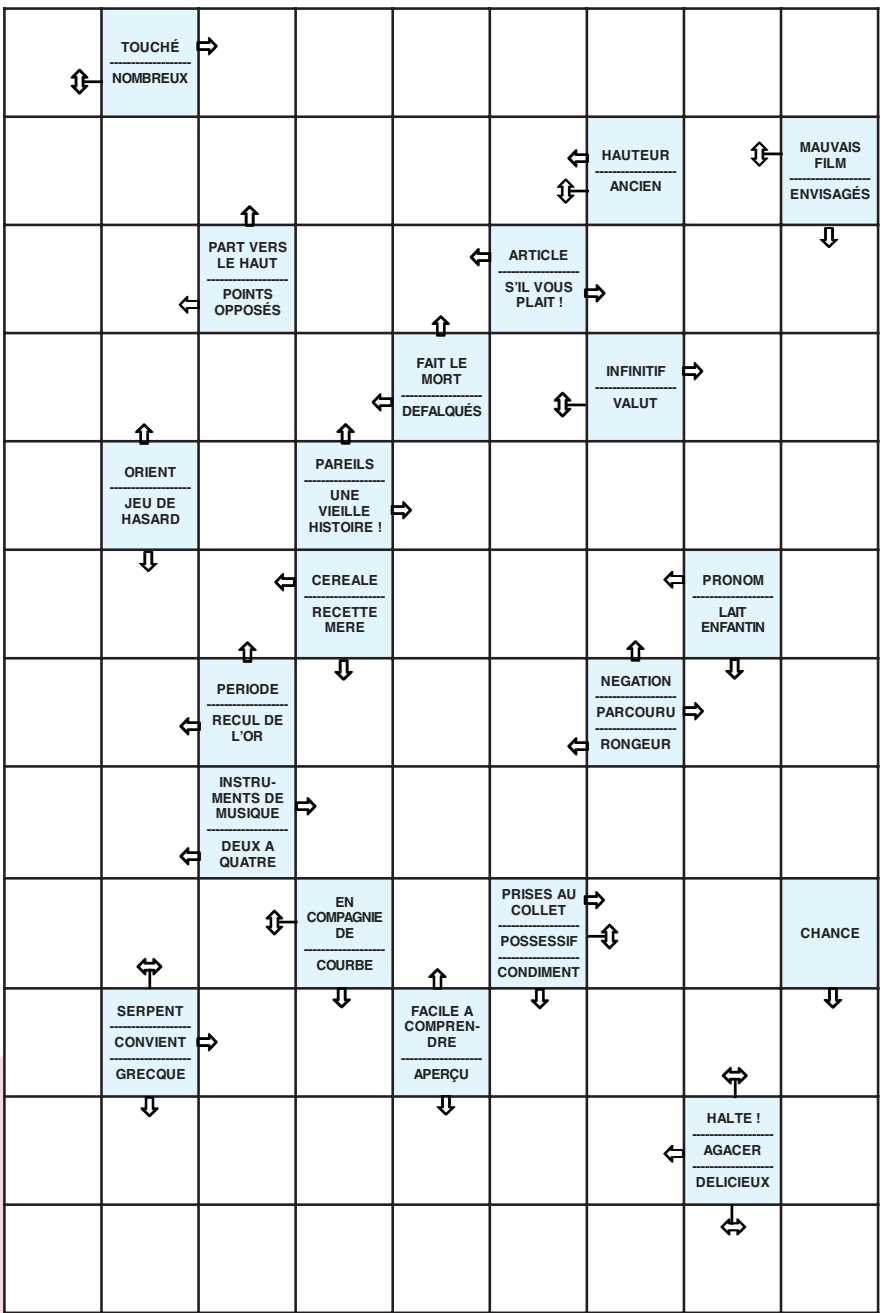 TOUCHÉ
NOMBREUX
HAUTEUR
ANCIEN
MAUVAIS
FILM
ENVISAGÉS
PART VERS
LE HAUT
POINTS
OPPOSÉS
ARTICLE
S'IL VOUS
PLAIT !
FAIT LE
MORT
DEFALQUÉS
INFINITIF
VALUT
ORIENT
JEU DE
HASARD
PAREILS
UNE
VIEILLE
HISTOIRE !
CEREALE
RECETTE
MERE
PRONOM
LAIT
ENFANTIN
PERIODE
RECUL DE
L'OR
NEGATION
PARCOURU
RONGEUR
INSTRU-
MENTS DE
MUSIQUE
DEUX A
QUATRE
EN
COMPAGNIE
DE
COURBE
PRISES AU
COLLET
POSSESSIF
CONDIMENT
CHANCE
SERPENT
CONVIENT
GRECQUE
FACILE A
COMPREN-
DRE
APERÇU
HALTE !
AGACER
DELICIEUX